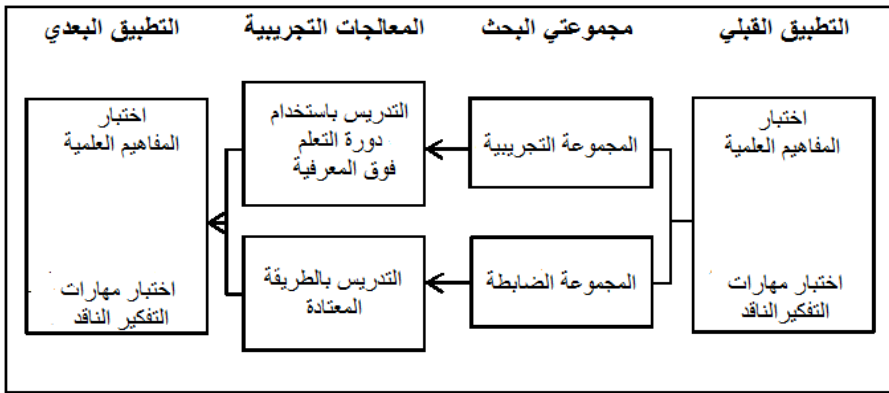 التطبيق القبلي
مجموعتي البحث
المعالجات التجريبية
التطبيق البعدي
اختبار
المفاهيم العلمية
اختبار مهارات
التفكير الناقد
المجموعة التجريبية
المجموعة الضابطة
التدريس باستخدام
دورة التعلم
فوق المعرفية
التدريس بالطريقة
المعتادة
اختبار
المفاهيم العلمية
اختبار مهارات
التفكير الناقد